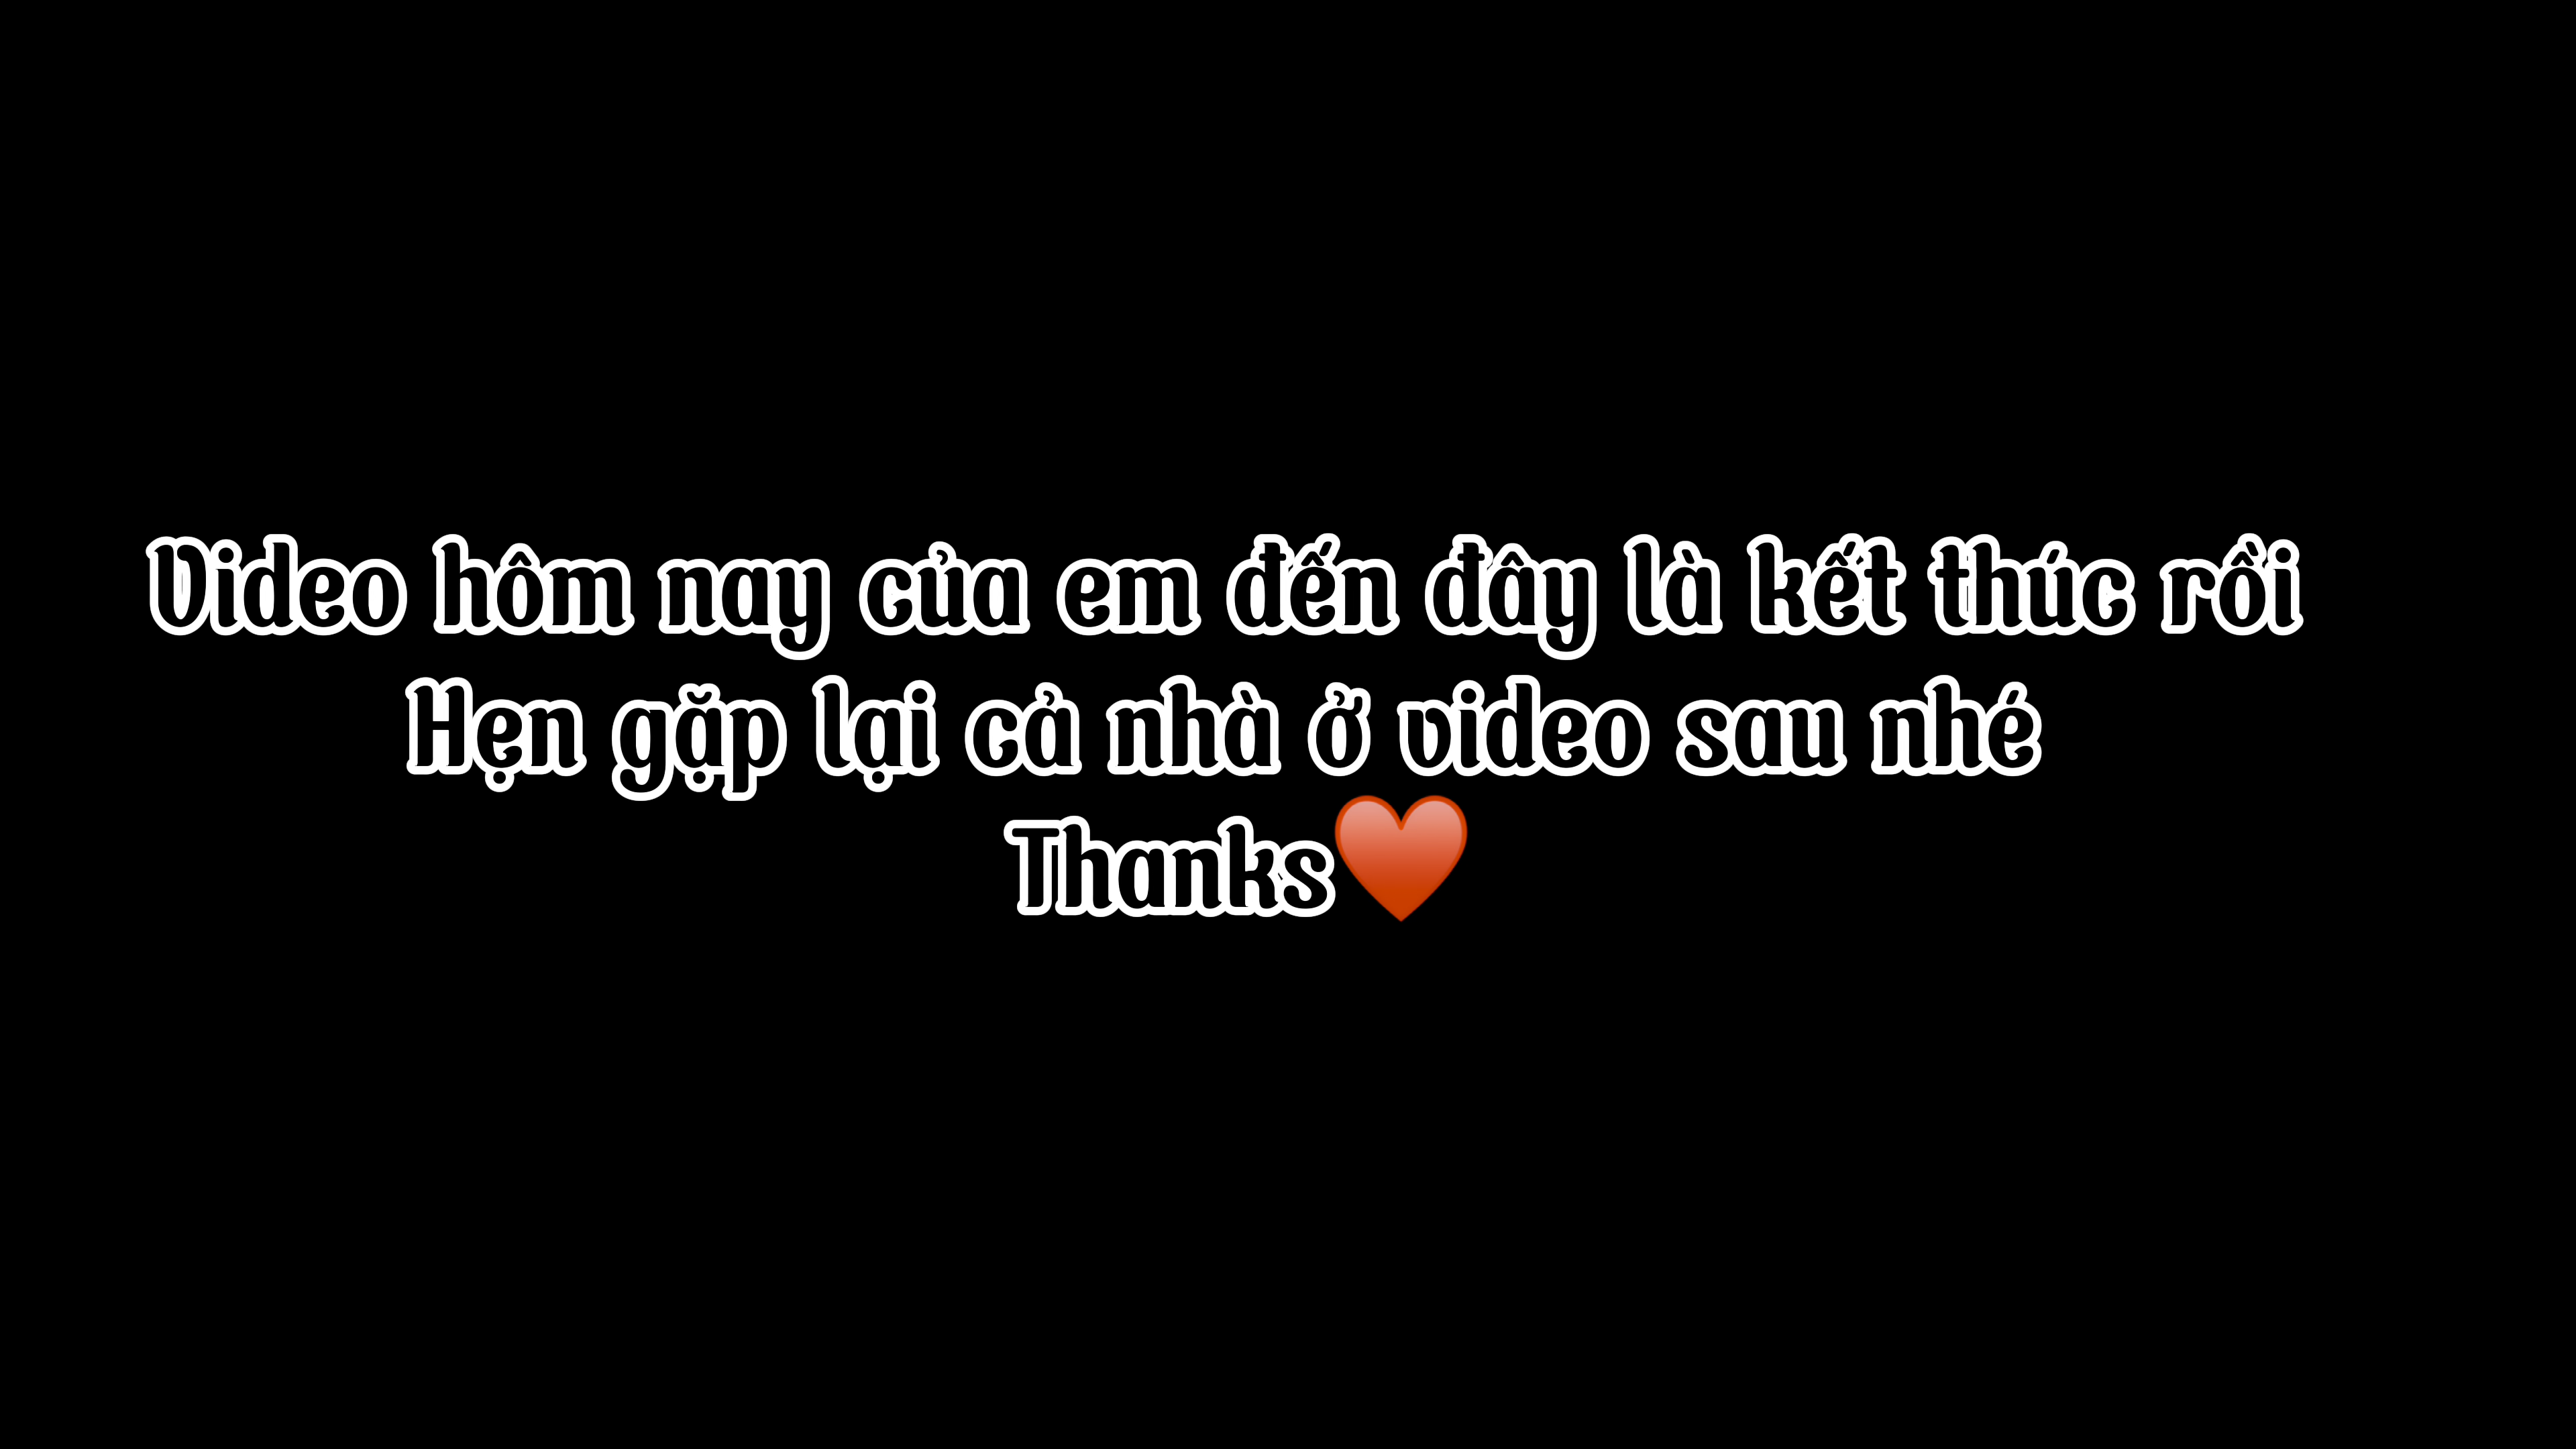 Video hôm nay của em đến đây là kết thúc rồi
Hẹn gặp lại cả nhà ở video sau nhé
Thanks♥️